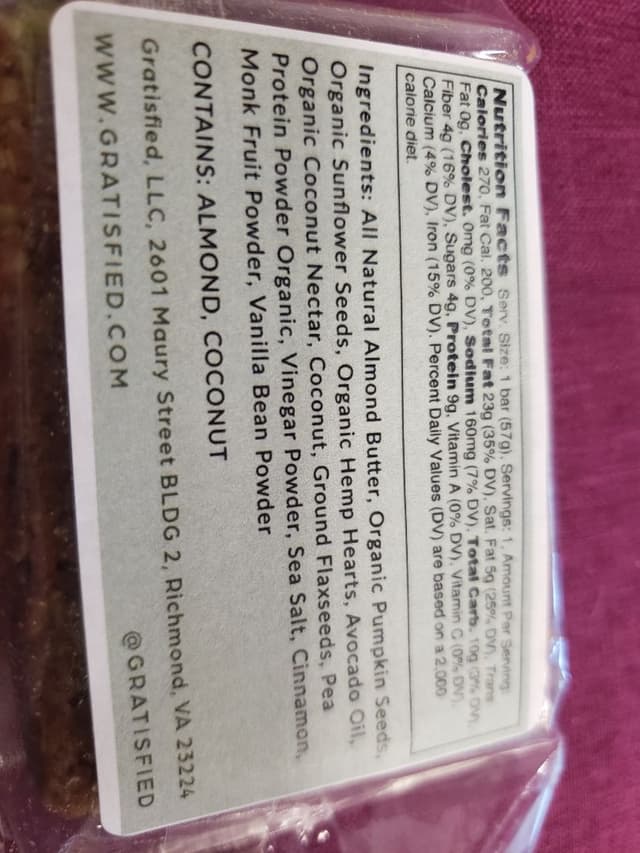 Nutrition Facts Serv. Size: 1 bar (57g), Servings: 1, Amount Per Serving:
Calories 270, Fat Cal. 200, Total Fat 23g (35% DV), Sat. Fat 5g (25% DV), Trans
Fat 0g, Cholest. 0mg (0% DV), Sodium 160mg (7% DV), Total Carb. 10g (3% DV),
Fiber 4g (16% DV), Sugars 4g, Protein 9g, Vitamin A (0% DV), Vitamin C (0% DV),
Calcium (4% DV), Iron (15% DV). Percent Daily Values (DV) are based on a 2,000
calorie diet.
Ingredients: All Natural Almond Butter, Organic Pumpkin Seeds,
Organic Sunflower Seeds, Organic Hemp Hearts, Avocado Oil,
Organic Coconut Nectar, Coconut, Ground Flaxseeds, Pea
Protein Powder Organic, Vinegar Powder, Sea Salt, Cinnamon,
Monk Fruit Powder, Vanilla Bean Powder
CONTAINS: ALMOND, COCONUT
Gratisfied, LLC, 2601 Maury Street BLDG 2, Richmond, VA 23224
WWW.GRATISFIED.COM @GRATISFIED